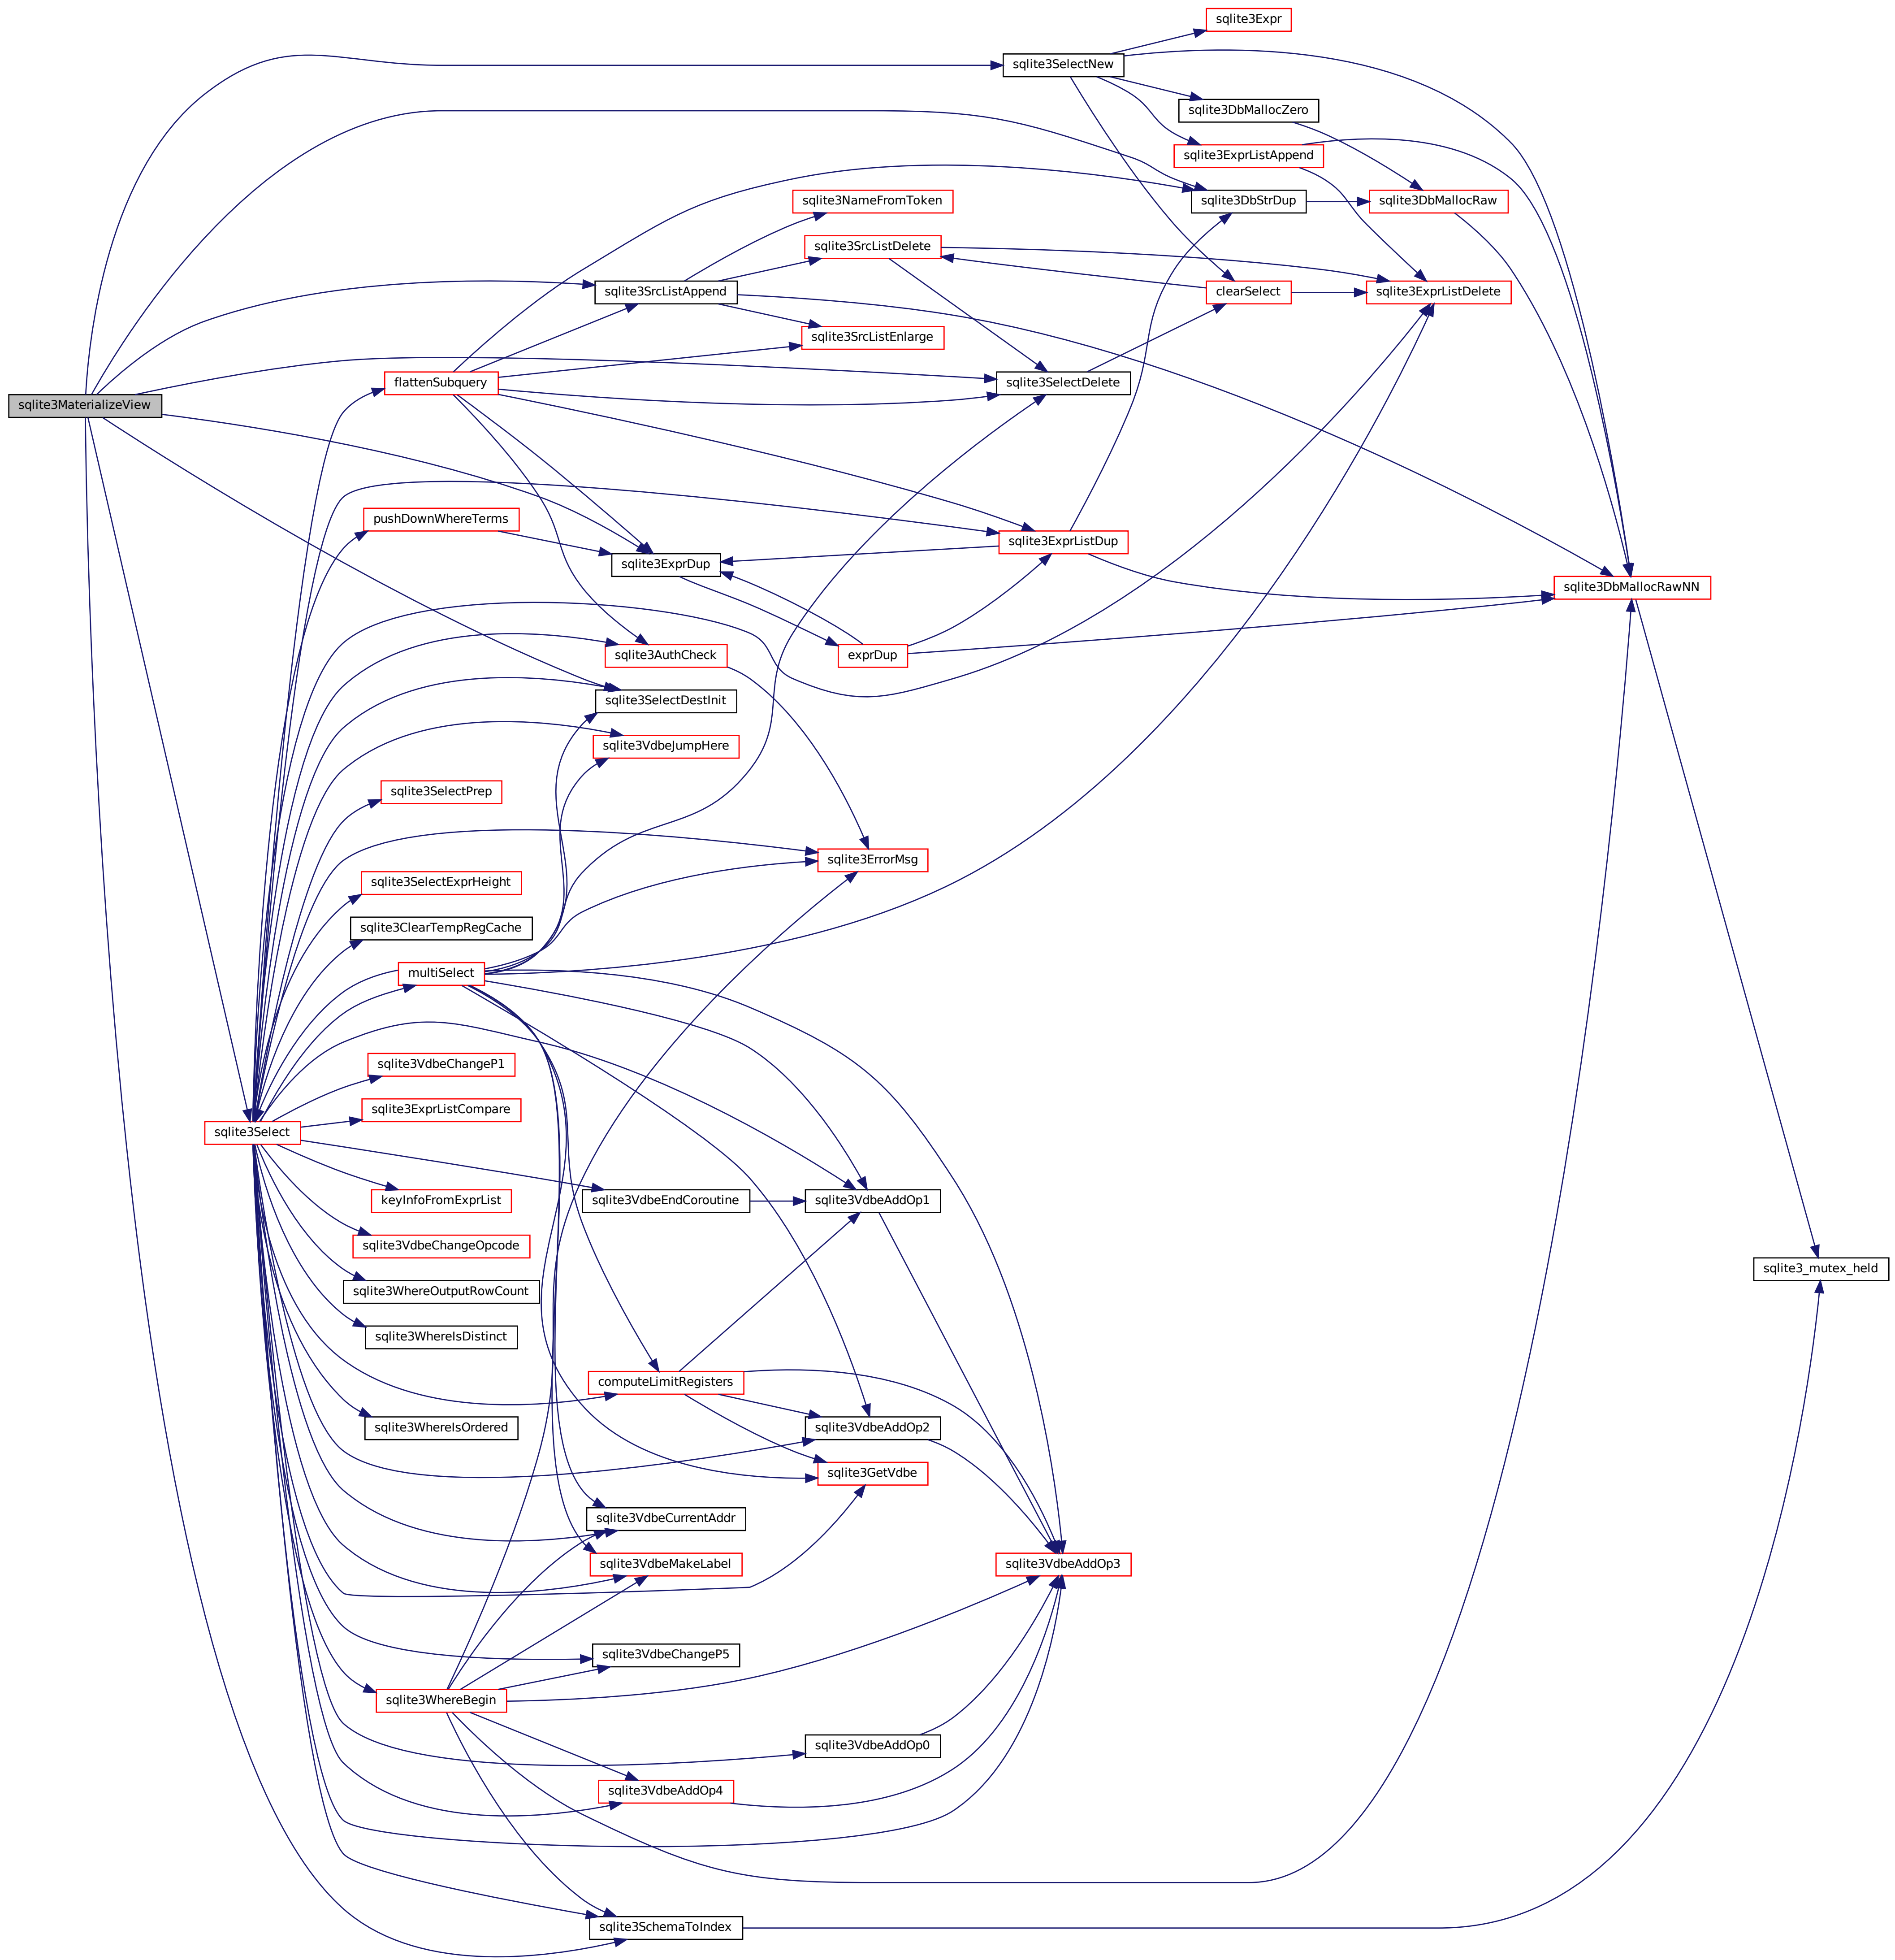 sqlite3Expr
sqlite3SelectNew
sqlite3DbMallocZero
sqlite3ExprListAppend
sqlite3NameFromToken
sqlite3DbStrDup
sqlite3DbMallocRaw
sqlite3SrcListDelete
sqlite3SrcListAppend
clearSelect
sqlite3ExprListDelete
sqlite3SrcListEnlarge
flattenSubquery
sqlite3SelectDelete
sqlite3MaterializeView
pushDownWhereTerms
sqlite3ExprListDup
sqlite3ExprDup
sqlite3DbMallocRawNN
sqlite3AuthCheck
exprDup
sqlite3SelectDestInit
sqlite3VdbeJumpHere
sqlite3SelectPrep
sqlite3ErrorMsg
sqlite3SelectExprHeight
sqlite3ClearTempRegCache
multiSelect
sqlite3VdbeChangeP1
sqlite3ExprListCompare
sqlite3Select
keyInfoFromExprList
sqlite3VdbeEndCoroutine
sqlite3VdbeAddOp1
sqlite3VdbeChangeOpcode
sqlite3_mutex_held
sqlite3WhereOutputRowCount
sqlite3WhereIsDistinct
computeLimitRegisters
sqlite3WhereIsOrdered
sqlite3VdbeAddOp2
sqlite3GetVdbe
sqlite3VdbeCurrentAddr
sqlite3VdbeMakeLabel
sqlite3VdbeAddOp3
sqlite3VdbeChangeP5
sqlite3WhereBegin
sqlite3VdbeAddOp0
sqlite3VdbeAddOp4
sqlite3SchemaToIndex